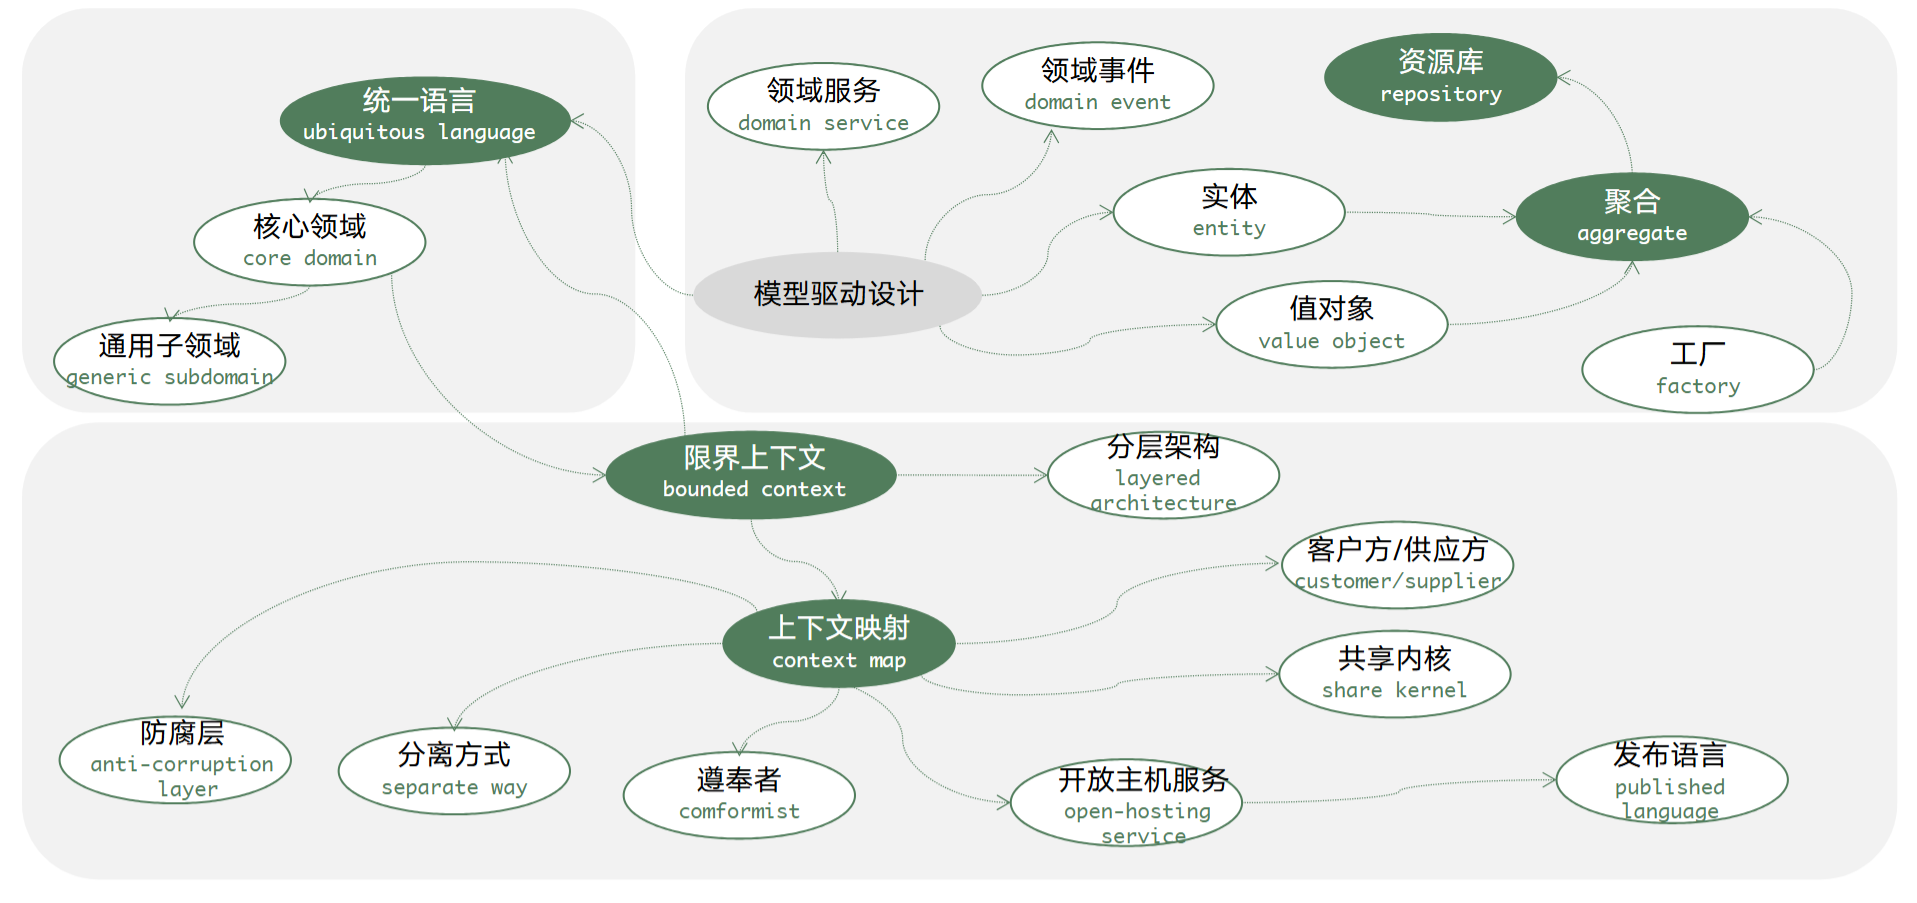 统一语言
ubiquitous language
核心领域
core domain
通用子领域
generic subdomain
领域服务
domain service
领域事件
domain event
资源库
repository
实体
entity
聚合
aggregate
模型驱动设计
值对象
value object
工厂
factory
限界上下文
bounded context
分层架构
layered
architecture
客户方/供应方
customer/supplier
上下文映射
context map
共享内核
share kernel
防腐层
anti-corruption
layer
分离方式
separate way
遵奉者
comformist
开放主机服务
open-hosting
service
发布语言
published
language